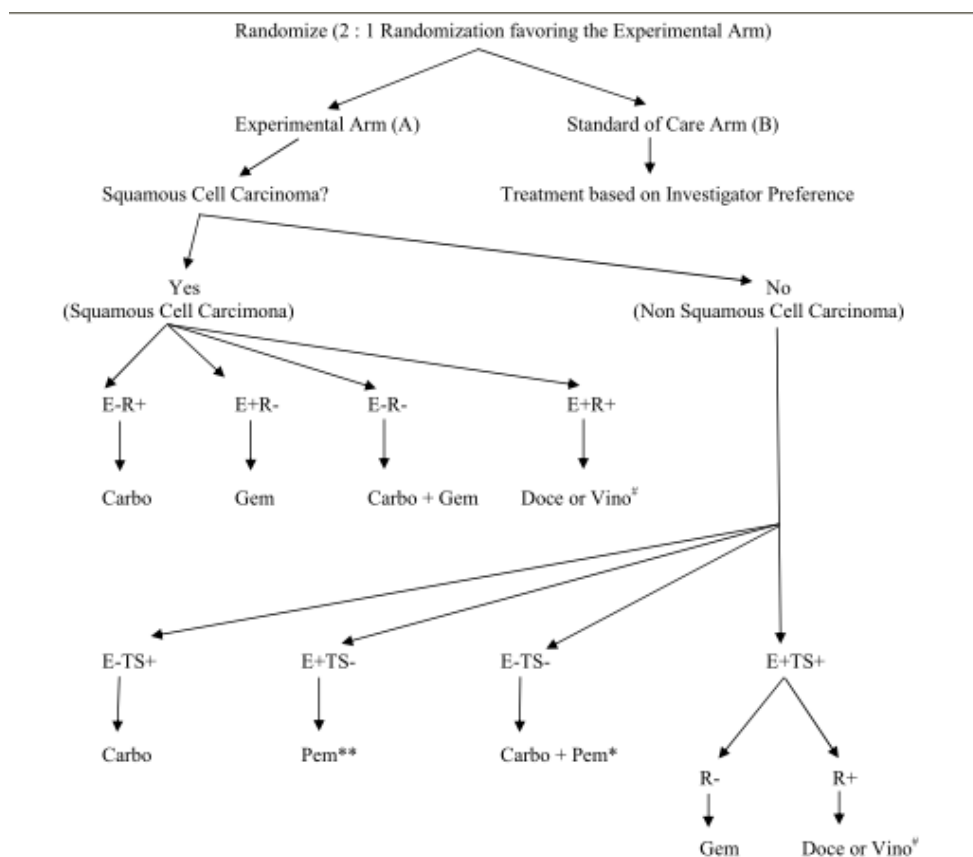 Randomize (2 : 1 Randomization favoring the Experimental Arm)
Experimental Arm (A)
Standard of Care Arm (B)
Squamous Cell Carcinoma?
Treatment based on Investigator Preference
Yes
(Squamous Cell Carcimona)
No
(Non Squamous Cell Carcinoma)
E-R+
E+R-
E-R-
E+R+
Carbo
Gem
Carbo + Gem
Doce or Vino#
E-TS+
E+TS-
E-TS-
E+TS+
Carbo
Pem**
Carbo + Pem*
R-
R+
Gem
Doce or Vino#